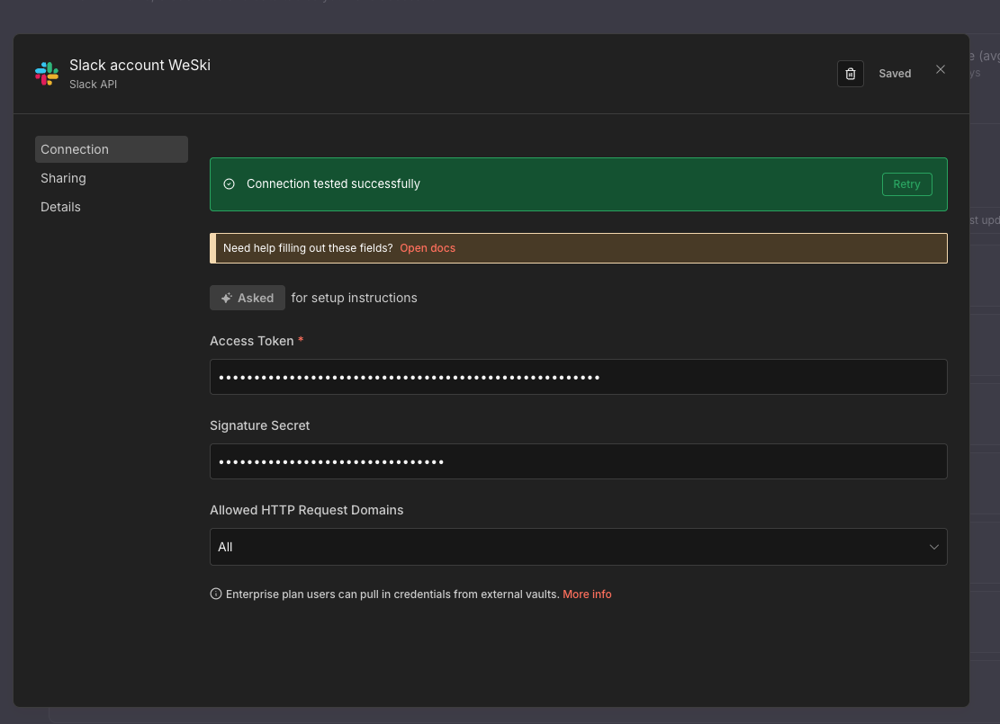 Slack account WeSki
Slack API
Saved
e (avg
ys
Connection
Sharing
Details
Connection tested successfully
Retry
st upd
Need help filling out these fields? Open docs
Asked for setup instructions
Access Token *
••••••••••••••••••••••••••••••••••••••••••••••••••••••
Signature Secret
••••••••••••••••••••••••••••••••
Allowed HTTP Request Domains
All
Enterprise plan users can pull in credentials from external vaults. More info